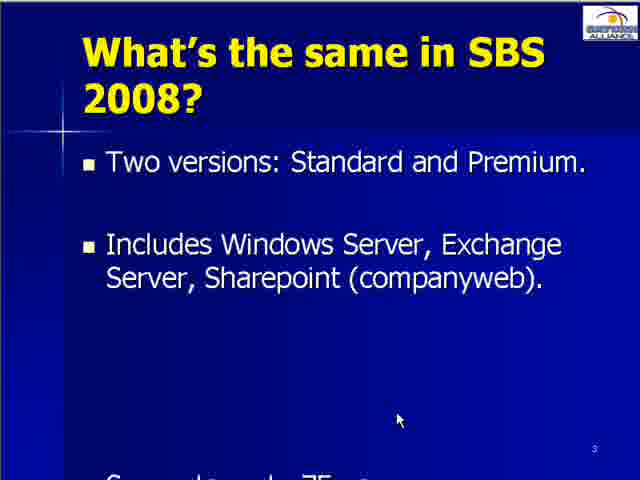 What's the same in SBS
2008?
Two versions: Standard and Premium.
Includes Windows Server, Exchange
Server, Sharepoint (companyweb).
ALLIANCE
3